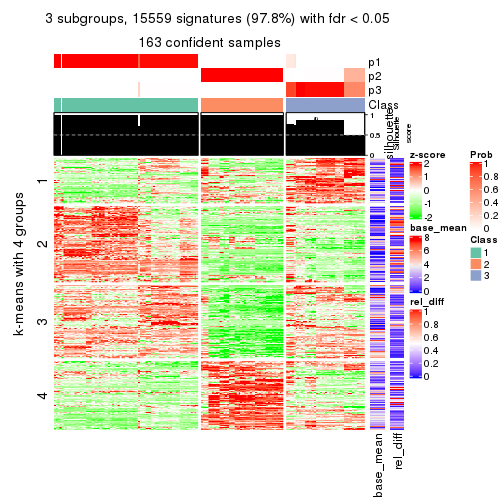 3 subgroups, 15559 signatures (97.8%) with fdr < 0.05
163 confident samples
p1
p2
p3
Class
1
0.5
0
silhouette
Silhouette
score
k-means with 4 groups
1
2
3
4
base_mean
rel_diff
z-score
2
1
0
-1
-2
base_mean
8
6
4
2
0
rel_diff
1
0.8
0.6
0.4
0.2
0
Prob
1
0.8
0.6
0.4
0.2
0
Class
1
2
3